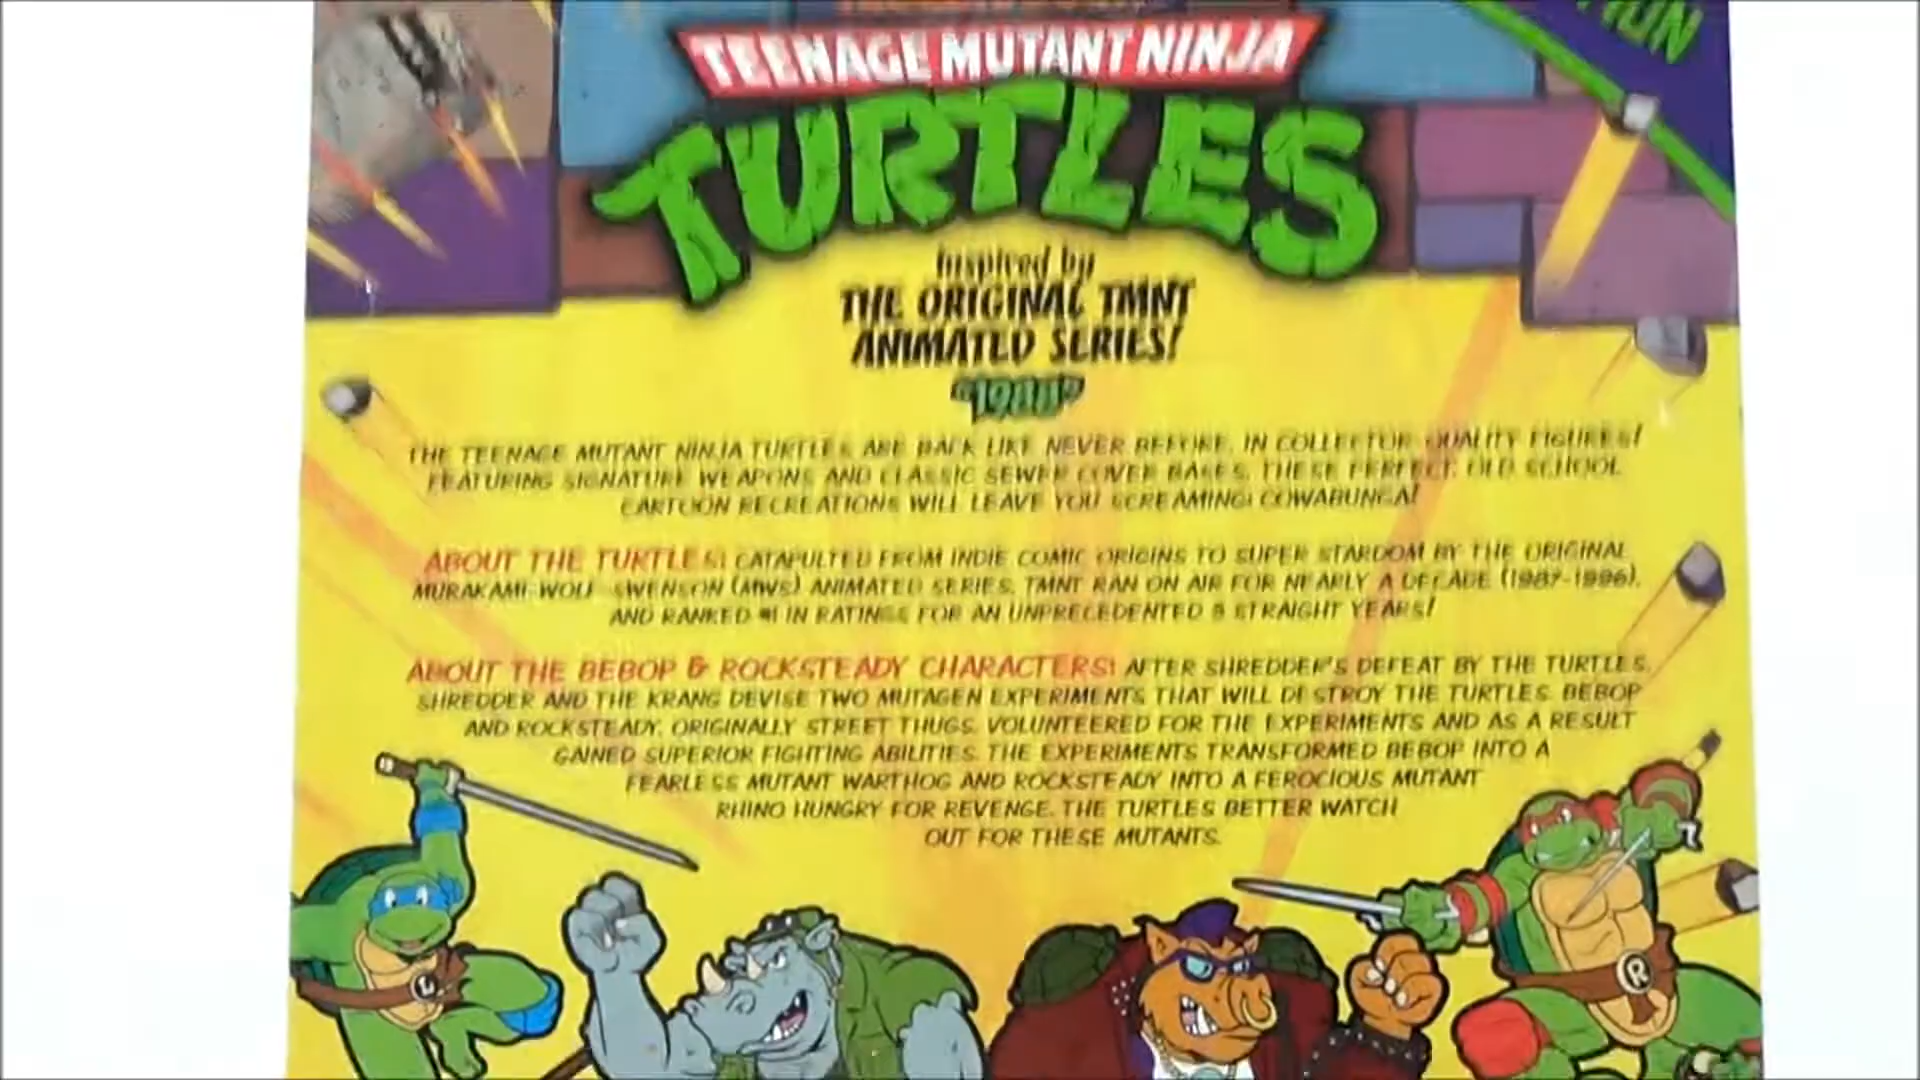 TEENAGE MUTANT NINJA
TURTLES
Inspired by
THE ORIGINAL TMNT
ANIMATED SERIES!
"1988"
THE TEENAGE MUTANT NINJA TURTLES ARE BACK LIKE NEVER BEFORE, IN COLLECTOR QUALITY FIGURES!
FEATURING SIGNATURE WEAPONS AND CLASSIC SEWER COVER BASES, THESE PERFECT, OLD SCHOOL
CARTOON RECREATIONS WILL LEAVE YOU SCREAMING: COWABUNGA!
ABOUT THE TURTLES: CATAPULTED FROM INDIE COMIC ORIGINS TO SUPER STARDOM BY THE ORIGINAL
MURAKAMI-WOLF-SWENSON (MWS) ANIMATED SERIES, TMNT RAN ON AIR FOR NEARLY A DECADE (1987-1996),
AND RANKED #1 IN RATINGS FOR AN UNPRECEDENTED STRAIGHT YEARS!
ABOUT THE BEBOP & ROCKSTEADY CHARACTERS: AFTER SHREDDER'S DEFEAT BY THE TURTLES,
SHREDDER AND THE KRANG DEVISE TWO MUTAGEN EXPERIMENTS THAT WILL DESTROY THE TURTLES. BEBOP
AND ROCKSTEADY, ORIGINALLY STREET THUGS, VOLUNTEERED FOR THE EXPERIMENTS AND AS A RESULT
GAINED SUPERIOR FIGHTING ABILITIES. THE EXPERIMENTS TRANSFORMED BEBOP INTO A
FEARLESS MUTANT WARTHOG AND ROCKSTEADY INTO A FEROCIOUS MUTANT
RHINO HUNGRY FOR REVENGE. THE TURTLES BETTER WATCH
OUT FOR THESE MUTANTS.
L
R